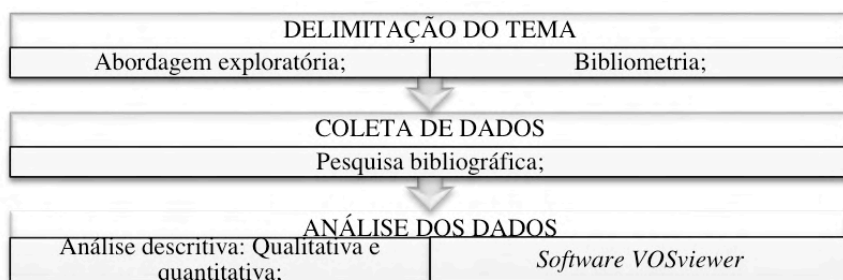 DELIMITAÇÃO DO TEMA
Abordagem exploratória;
Bibliometria;
COLETA DE DADOS
Pesquisa bibliográfica;
ANÁLISE DOS DADOS
Análise descritiva: Qualitativa e
quantitativa;
Software VOSviewer